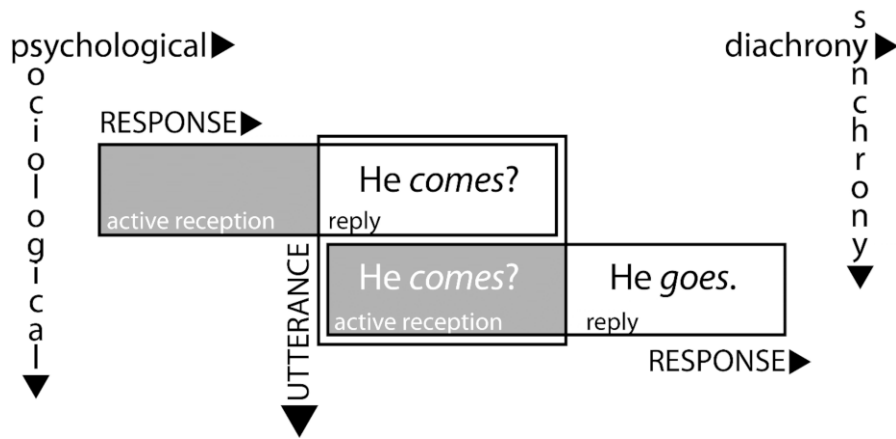 psychological
sociological
diachrony
synchrony
RESPONSE
He comes?
active reception
reply
UTTERANCE
He comes?
He goes.
active reception
reply
RESPONSE